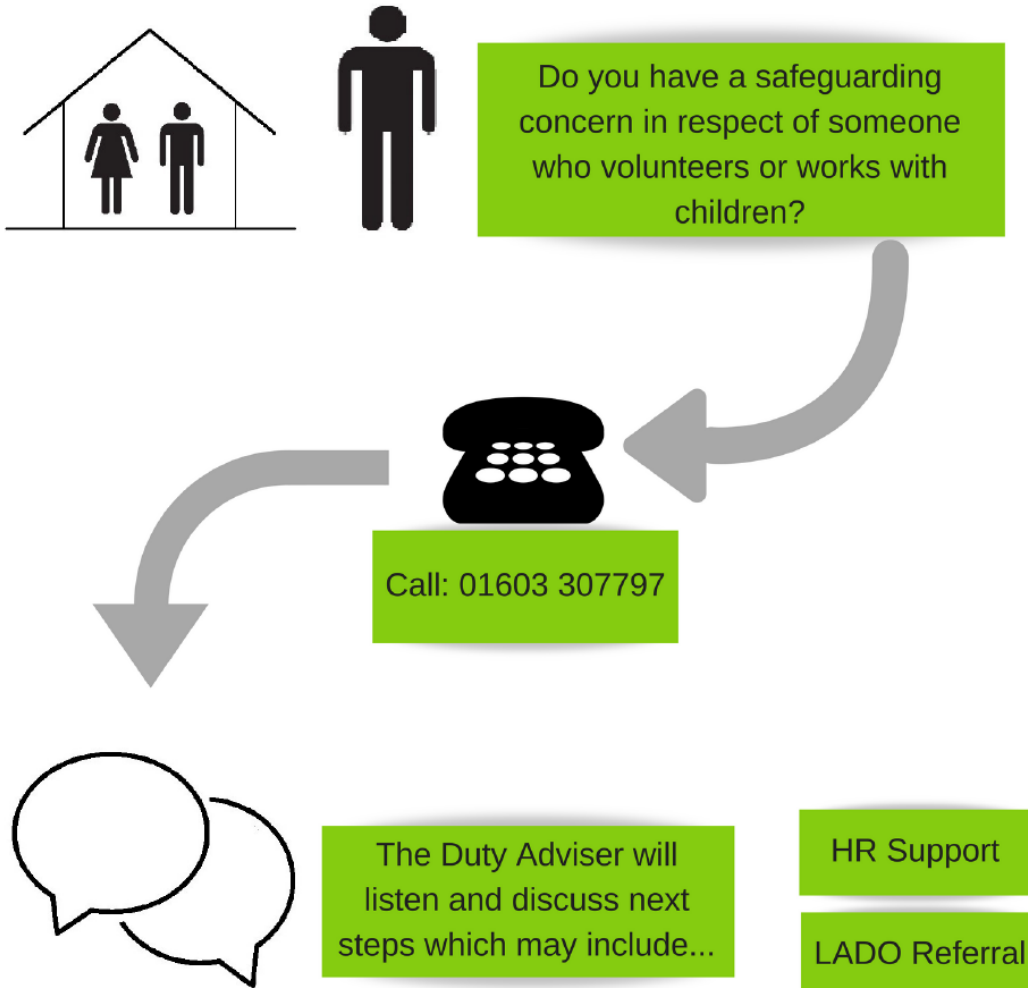 Do you have a safeguarding
concern in respect of someone
who volunteers or works with
children?
Call: 01603 307797
The Duty Adviser will
listen and discuss next
steps which may include...
HR Support
LADO Referral